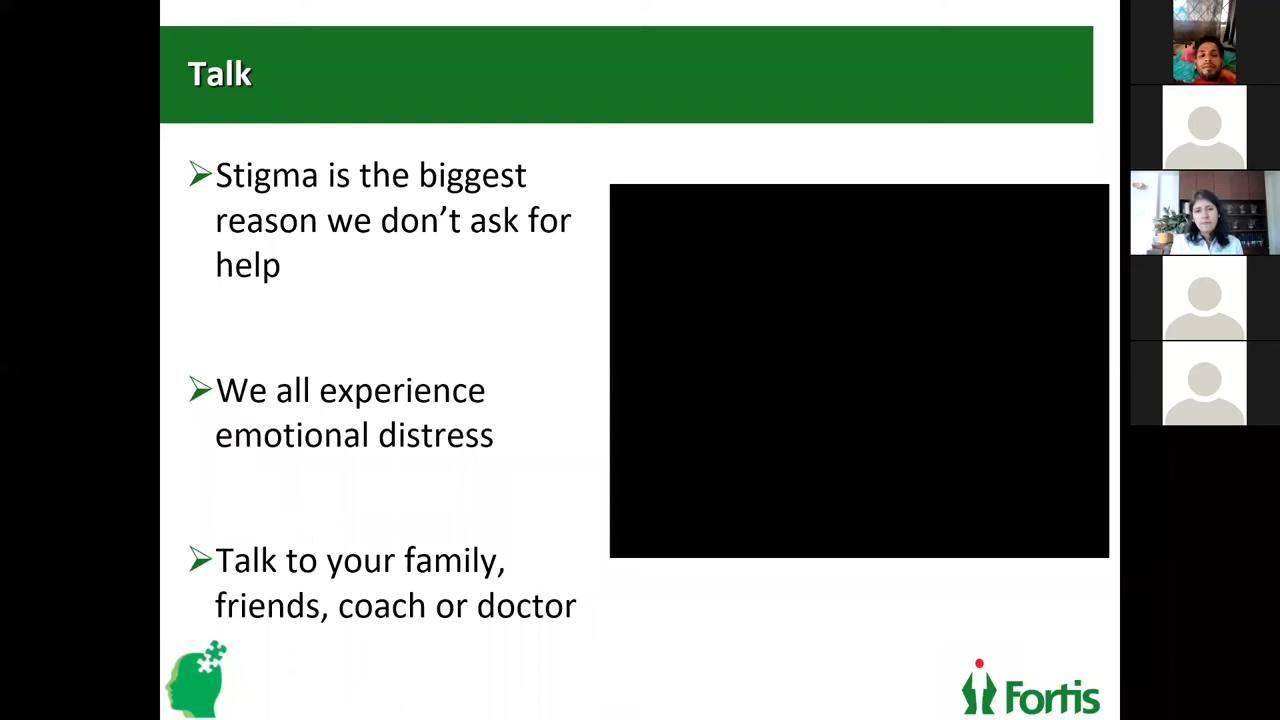 Talk
Stigma is the biggest
reason we don’t ask for
help
We all experience
emotional distress
Talk to your family,
friends, coach or doctor
Fortis